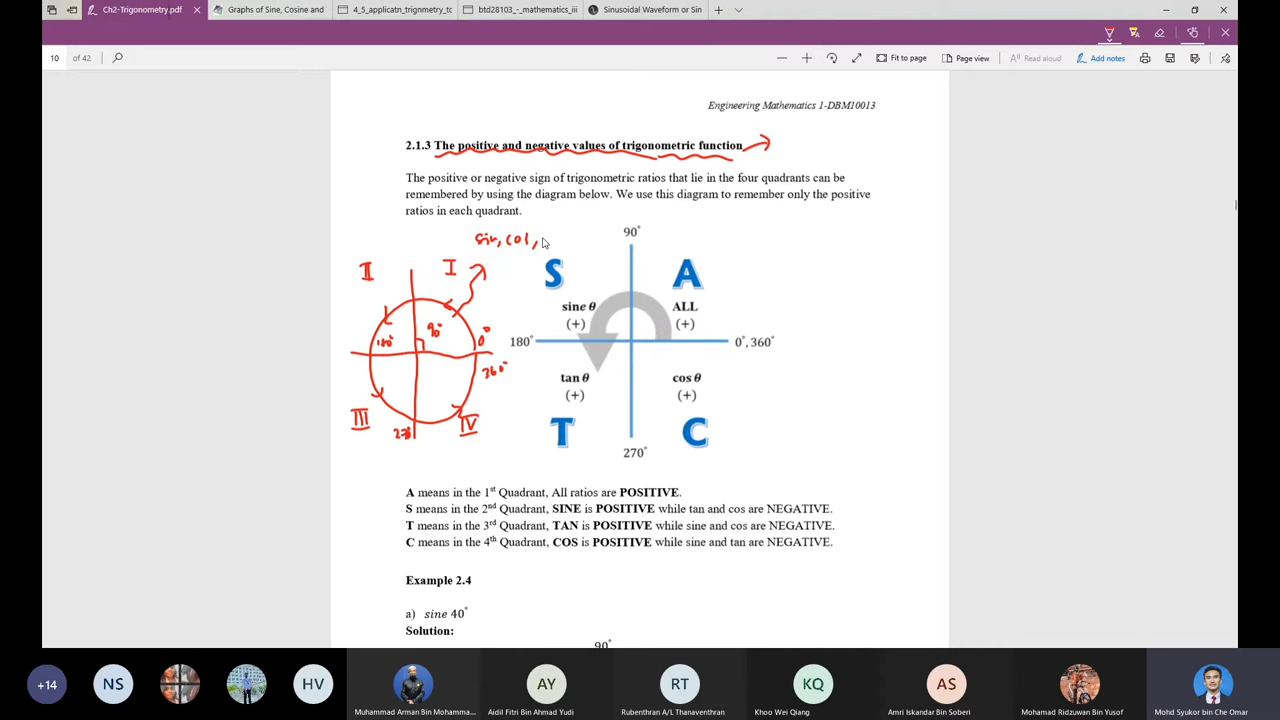 Ch2-Trigonometry.pdf
Graphs of Sine, Cosine and
4_5_applicatn_trignmetry_to
btd28103_-_mathematics_iii
Sinusoidal Waveform or Sin
10 of 42
Fit to page
Page view
Read aloud
Add notes
Engineering Mathematics 1-DBM10013
2.1.3 The positive and negative values of trigonometric function
The positive or negative sign of trigonometric ratios that lie in the four quadrants can be
remembered by using the diagram below. We use this diagram to remember only the positive
ratios in each quadrant.
sin, cos,
90°
II I
S A
sine θ ALL
(+) (+)
90°
180° 0°
180° 0°, 360°
360°
tan θ cos θ
(+) (+)
III IV
270
T C
270°
A means in the 1st Quadrant, All ratios are POSITIVE.
S means in the 2nd Quadrant, SINE is POSITIVE while tan and cos are NEGATIVE.
T means in the 3rd Quadrant, TAN is POSITIVE while sine and cos are NEGATIVE.
C means in the 4th Quadrant, COS is POSITIVE while sine and tan are NEGATIVE.
Example 2.4
a) sine 40°
Solution:
90°
+14
NS
HV
AY
RT
KQ
AS
Muhammad Arman Bin Mohamma...
Aidil Fitri Bin Ahmad Yudi
Rubenthran A/L Thanaventhran
Khoo Wei Qiang
Amri Iskandar Bin Soberi
Mohamad Ridzuwan Bin Yusof
Mohd Syukor bin Che Omar